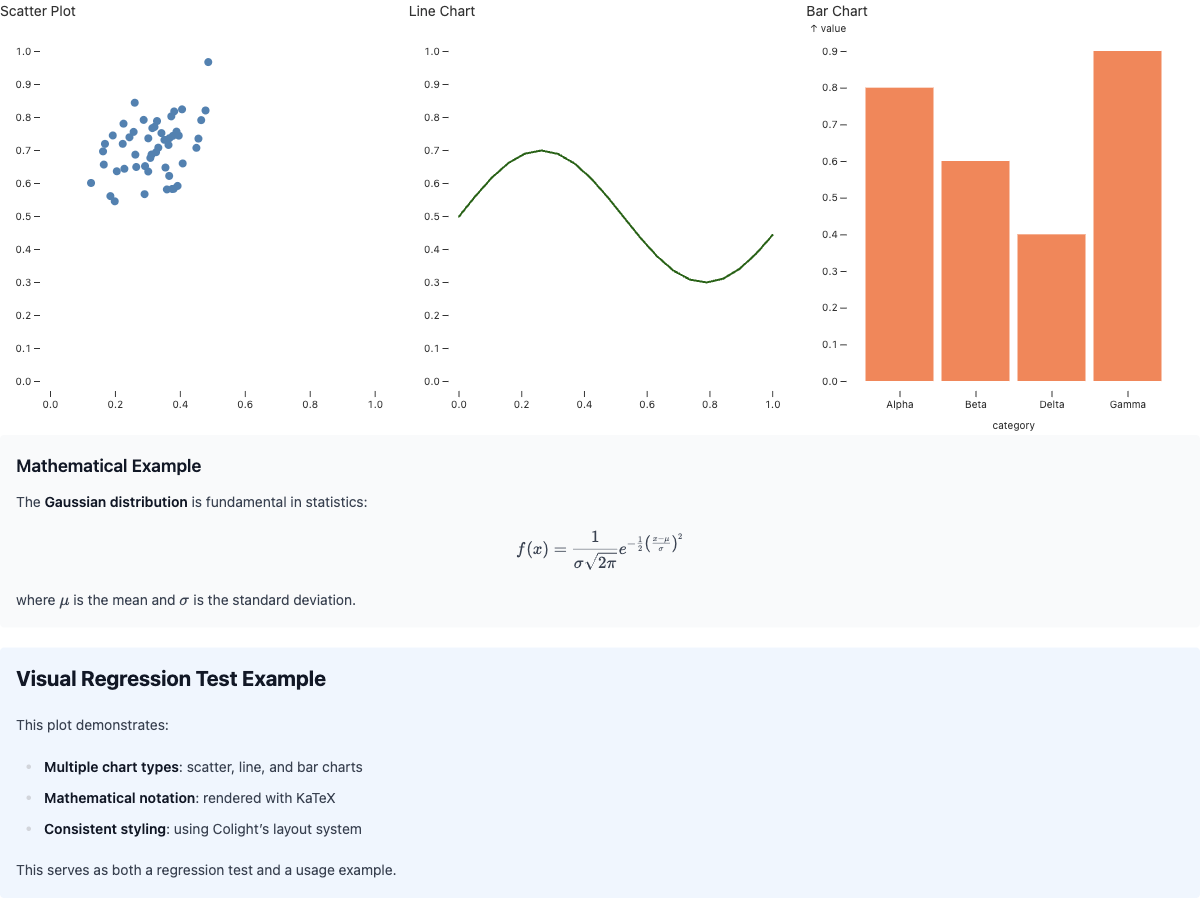 Scatter Plot
1.0
0.9
0.8
0.7
0.6
0.5
0.4
0.3
0.2
0.1
0.0
0.0 0.2 0.4 0.6 0.8 1.0
Line Chart
1.0
0.9
0.8
0.7
0.6
0.5
0.4
0.3
0.2
0.1
0.0
0.0 0.2 0.4 0.6 0.8 1.0
Bar Chart
↑ value
0.9
0.8
0.7
0.6
0.5
0.4
0.3
0.2
0.1
0.0
Alpha Beta Delta Gamma
category
Mathematical Example
The Gaussian distribution is fundamental in statistics:
f(x) = \frac{1}{σ\sqrt{2π}} e^{-\frac{1}{2}\left(\frac{x-μ}{σ}\right)^2}
where μ is the mean and σ is the standard deviation.
Visual Regression Test Example
This plot demonstrates:
• Multiple chart types: scatter, line, and bar charts
• Mathematical notation: rendered with KaTeX
• Consistent styling: using Colight’s layout system
This serves as both a regression test and a usage example.